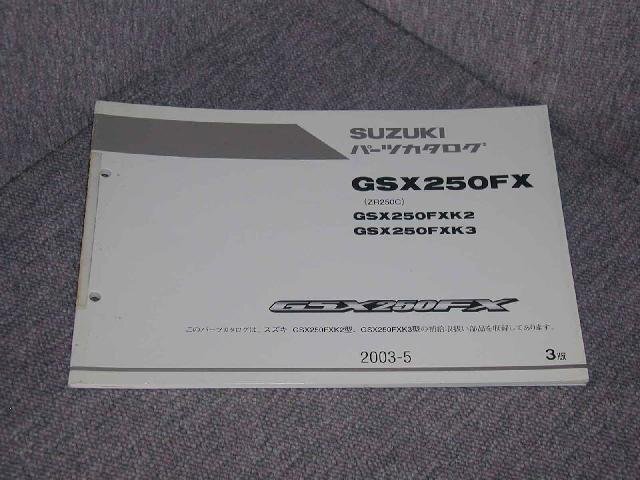 SUZUKI
パーツカタログ
GSX250FX
(ZR250C)
GSX250FXK2
GSX250FXK3
GSX250FX
このパーツカタログは、スズキ GSX250FXK2型、GSX250FXK3型の補給取扱い部品を収録してあります。
2003-5
3版